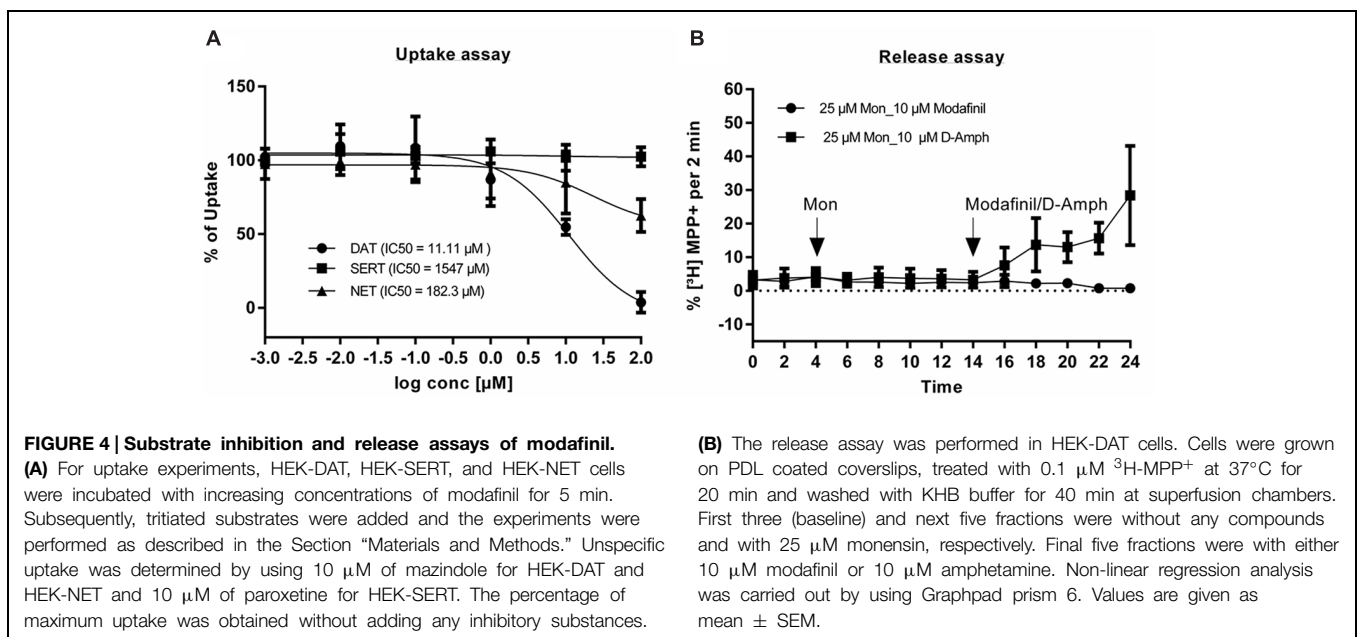 A
Uptake assay
150
100
50
0
% of Uptake
DAT (IC50 = 11.11 µM )
SERT (IC50 = 1547 µM)
NET (IC50 = 182.3 µM)
-3.0 -2.5 -2.0 -1.5 -1.0 -0.5 0.0 0.5 1.0 1.5 2.0
log conc [µM]
B
Release assay
60
50
40
30
20
10
0
-10
% [³H] MPP+ per 2 min
25 µM Mon_10 µM Modafinil
25 µM Mon_10 µM D-Amph
Mon
Modafinil/D-Amph
0 2 4 6 8 10 12 14 16 18 20 22 24
Time
FIGURE 4 | Substrate inhibition and release assays of modafinil.
(A) For uptake experiments, HEK-DAT, HEK-SERT, and HEK-NET cells
were incubated with increasing concentrations of modafinil for 5 min.
Subsequently, tritiated substrates were added and the experiments were
performed as described in the Section “Materials and Methods.” Unspecific
uptake was determined by using 10 µM of mazindole for HEK-DAT and
HEK-NET and 10 µM of paroxetine for HEK-SERT. The percentage of
maximum uptake was obtained without adding any inhibitory substances.
(B) The release assay was performed in HEK-DAT cells. Cells were grown
on PDL coated coverslips, treated with 0.1 µM ³H-MPP⁺ at 37°C for
20 min and washed with KHB buffer for 40 min at superfusion chambers.
First three (baseline) and next five fractions were without any compounds
and with 25 µM monensin, respectively. Final five fractions were with either
10 µM modafinil or 10 µM amphetamine. Non-linear regression analysis
was carried out by using Graphpad prism 6. Values are given as
mean ± SEM.